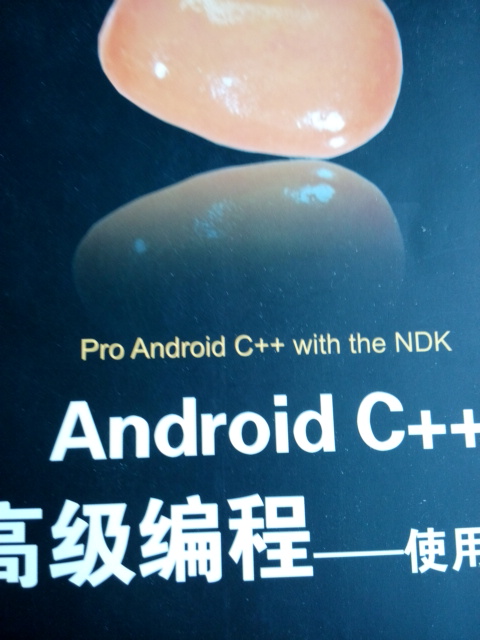 Pro Android C++ with the NDK
Android C++
高级编程——使用